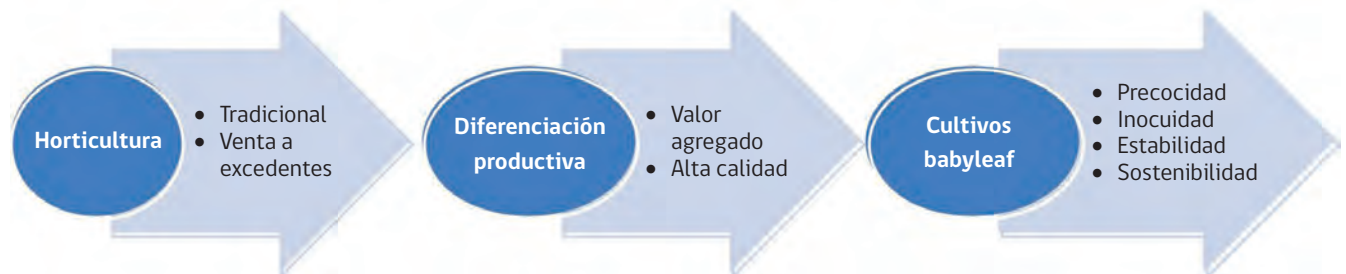 Horticultura
• Tradicional
• Venta a
excedentes
Diferenciación
productiva
• Valor
agregado
• Alta calidad
Cultivos
babyleaf
• Precocidad
• Inocuidad
• Estabilidad
• Sostenibilidad